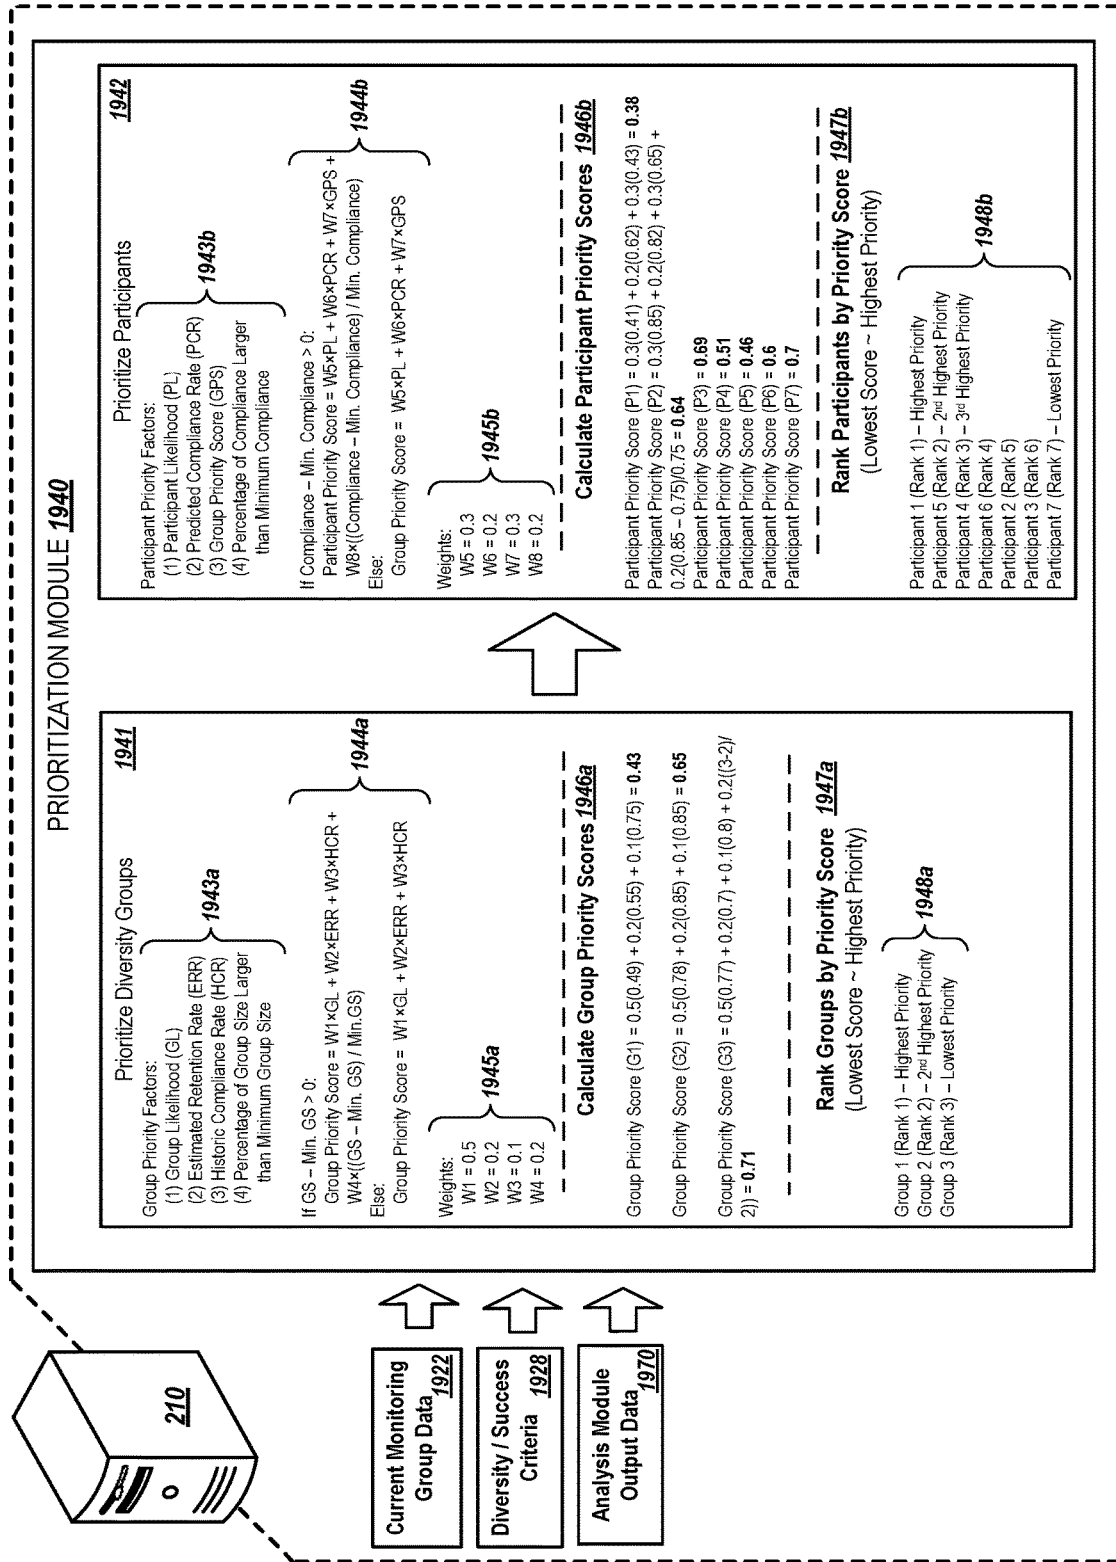 PRIORITIZATION MODULE 1940
210
Current Monitoring
Group Data 1922
Diversity / Success
Criteria 1928
Analysis Module
Output Data 1970
Prioritize Diversity Groups
1941
Group Priority Factors:
(1) Group Likelihood (GL)
(2) Estimated Retention Rate (ERR)
(3) Historic Compliance Rate (HCR)
(4) Percentage of Group Size Larger
than Minimum Group Size
1943a
If GS – Min. GS > 0:
Group Priority Score = W1×GL + W2×ERR + W3×HCR +
W4×((GS – Min. GS) / Min.GS)
Else:
Group Priority Score = W1×GL + W2×ERR + W3×HCR
1944a
Weights:
W1 = 0.5
W2 = 0.2
W3 = 0.1
W4 = 0.2
1945a
Calculate Group Priority Scores 1946a
Group Priority Score (G1) = 0.5(0.49) + 0.2(0.55) + 0.1(0.75) = 0.43
Group Priority Score (G2) = 0.5(0.78) + 0.2(0.85) + 0.1(0.85) = 0.65
Group Priority Score (G3) = 0.5(0.77) + 0.2(0.7) + 0.1(0.8) + 0.2((3-2)/
2)) = 0.71
Rank Groups by Priority Score 1947a
(Lowest Score ~ Highest Priority)
Group 1 (Rank 1) – Highest Priority
Group 2 (Rank 2) – 2nd Highest Priority
Group 3 (Rank 3) – Lowest Priority
1948a
Prioritize Participants
1942
Participant Priority Factors:
(1) Participant Likelihood (PL)
(2) Predicted Compliance Rate (PCR)
(3) Group Priority Score (GPS)
(4) Percentage of Compliance Larger
than Minimum Compliance
1943b
If Compliance – Min. Compliance > 0:
Participant Priority Score = W5×PL + W6×PCR + W7×GPS +
W8×((Compliance – Min. Compliance) / Min. Compliance)
Else:
Group Priority Score = W5×PL + W6×PCR + W7×GPS
1944b
Weights:
W5 = 0.3
W6 = 0.2
W7 = 0.3
W8 = 0.2
1945b
Calculate Participant Priority Scores 1946b
Participant Priority Score (P1) = 0.3(0.41) + 0.2(0.62) + 0.3(0.43) = 0.38
Participant Priority Score (P2) = 0.3(0.85) + 0.2(0.82) + 0.3(0.65) +
0.2(0.85 – 0.75)/0.75 = 0.64
Participant Priority Score (P3) = 0.69
Participant Priority Score (P4) = 0.51
Participant Priority Score (P5) = 0.46
Participant Priority Score (P6) = 0.6
Participant Priority Score (P7) = 0.7
Rank Participants by Priority Score 1947b
(Lowest Score ~ Highest Priority)
Participant 1 (Rank 1) – Highest Priority
Participant 5 (Rank 2) – 2nd Highest Priority
Participant 4 (Rank 3) – 3rd Highest Priority
Participant 6 (Rank 4)
Participant 2 (Rank 5)
Participant 3 (Rank 6)
Participant 7 (Rank 7) – Lowest Priority
1948b